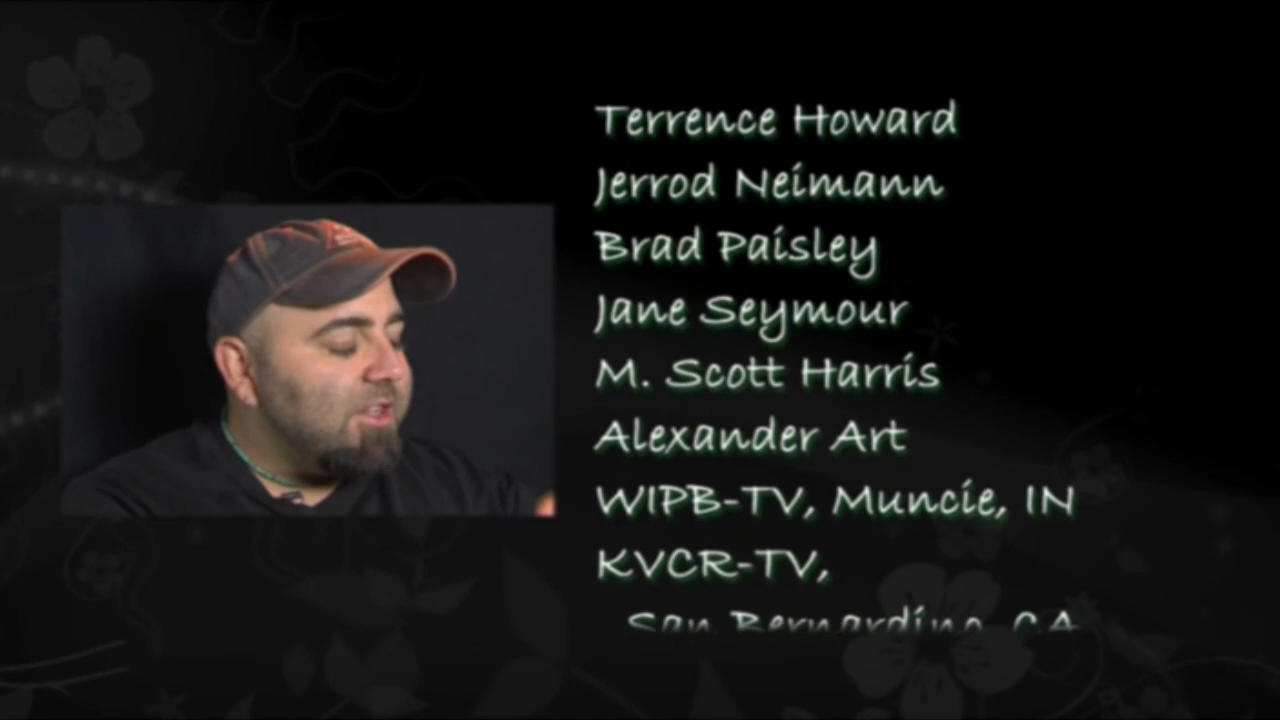 Terrence Howard
Jerrod Neimann
Brad Paisley
Jane Seymour
M. Scott Harris
Alexander Art
WIPB-TV, Muncie, IN
KVCR-TV,
San Bernardino, CA